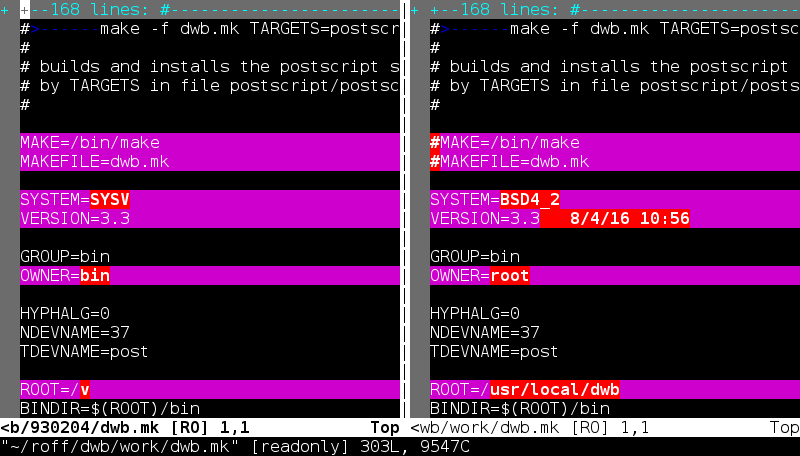 + +--168 lines: #-----------------------
#>------make -f dwb.mk TARGETS=postscr
#
# builds and installs the postscript s
# by TARGETS in file postscript/postsc
#
MAKE=/bin/make
MAKEFILE=dwb.mk
SYSTEM=SYSV
VERSION=3.3
GROUP=bin
OWNER=bin
HYPHALG=0
NDEVNAME=37
TDEVNAME=post
ROOT=/v
BINDIR=$(ROOT)/bin
<b/930204/dwb.mk [RO] 1,1 Top
+ +--168 lines: #----------------------
#>------make -f dwb.mk TARGETS=posts
#
# builds and installs the postscript
# by TARGETS in file postscript/posts
#
#MAKE=/bin/make
#MAKEFILE=dwb.mk
SYSTEM=BSD4_2
VERSION=3.3   8/4/16 10:56
GROUP=bin
OWNER=root
HYPHALG=0
NDEVNAME=37
TDEVNAME=post
ROOT=/usr/local/dwb
BINDIR=$(ROOT)/bin
<wb/work/dwb.mk [RO] 1,1 Top
"~/roff/dwb/work/dwb.mk" [readonly] 303L, 9547C